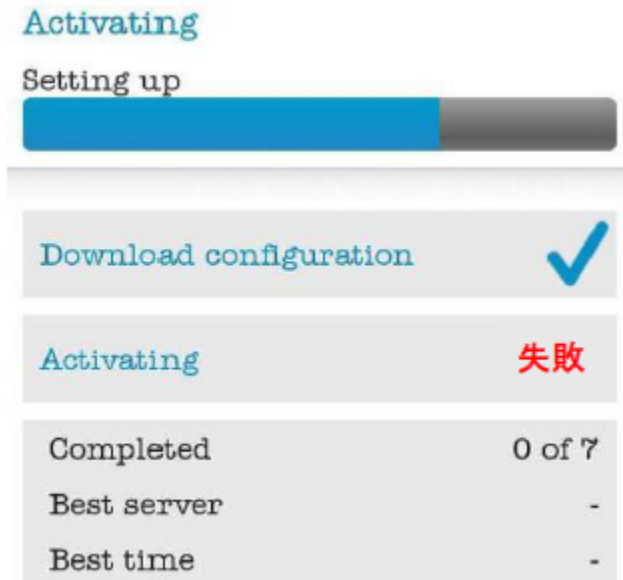 Activating
Setting up
Download configuration
Activating 失敗
Completed 0 of 7
Best server -
Best time -